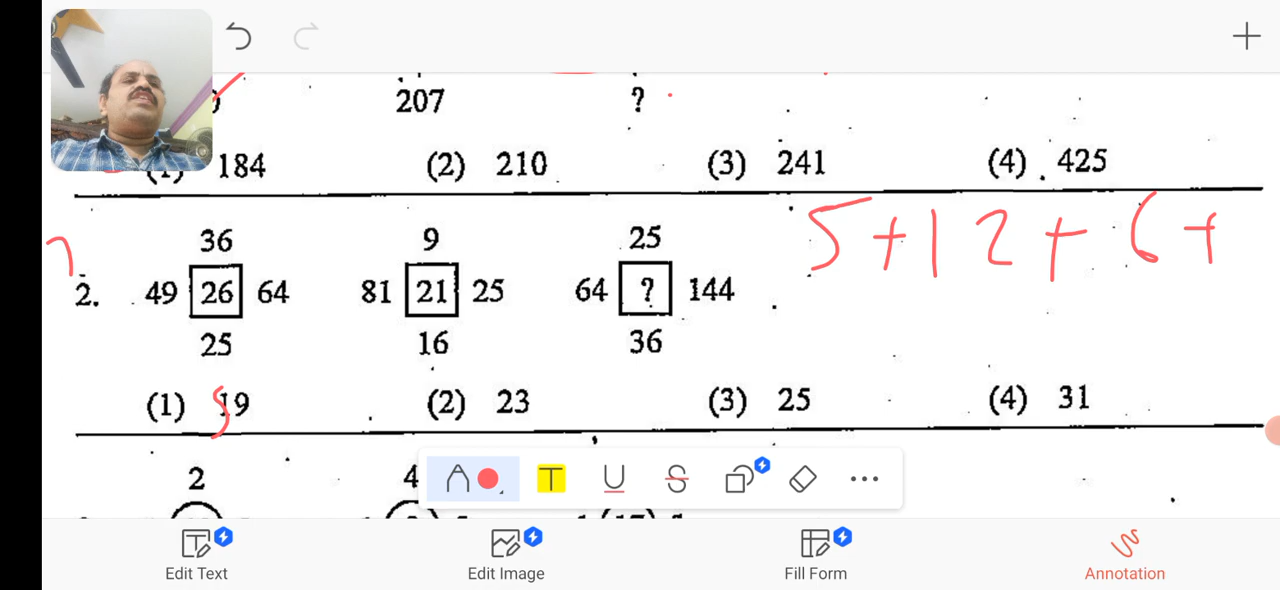 207 ?
(1) 184 (2) 210 (3) 241 (4) 425
5+12+6+
36 9 25
2. 49 26 64 81 21 25 64 ? 144
25 16 36
(1) 19 (2) 23 (3) 25 (4) 31
2 4
T U S
Edit Text Edit Image Fill Form Annotation